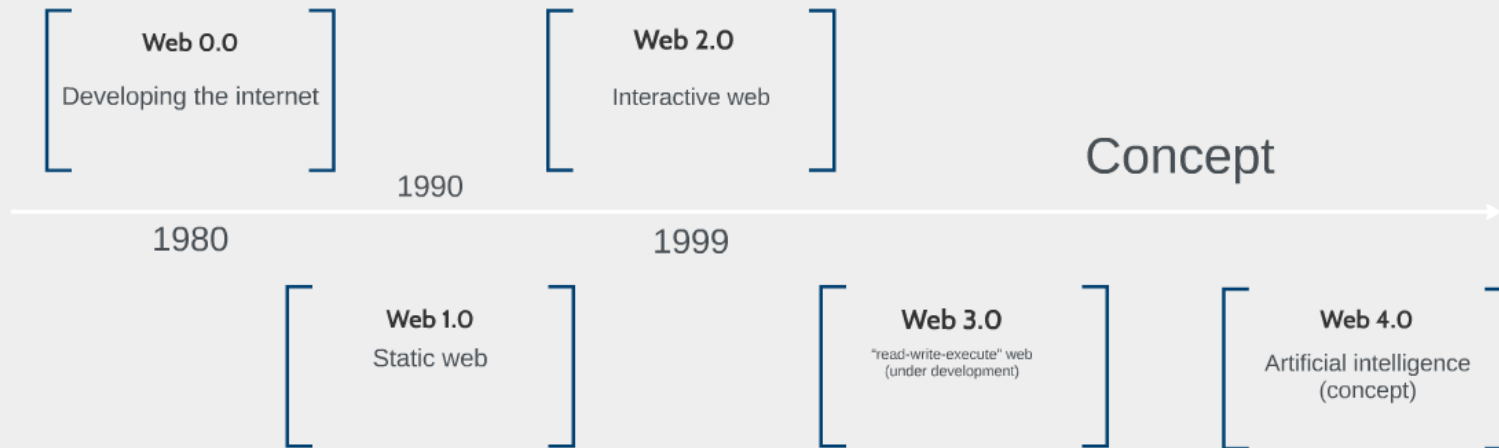 Web 0.0
Developing the internet
Web 2.0
Interactive web
Concept
1990
1980
1999
Web 1.0
Static web
Web 3.0
"read-write-execute" web
(under development)
Web 4.0
Artificial intelligence
(concept)